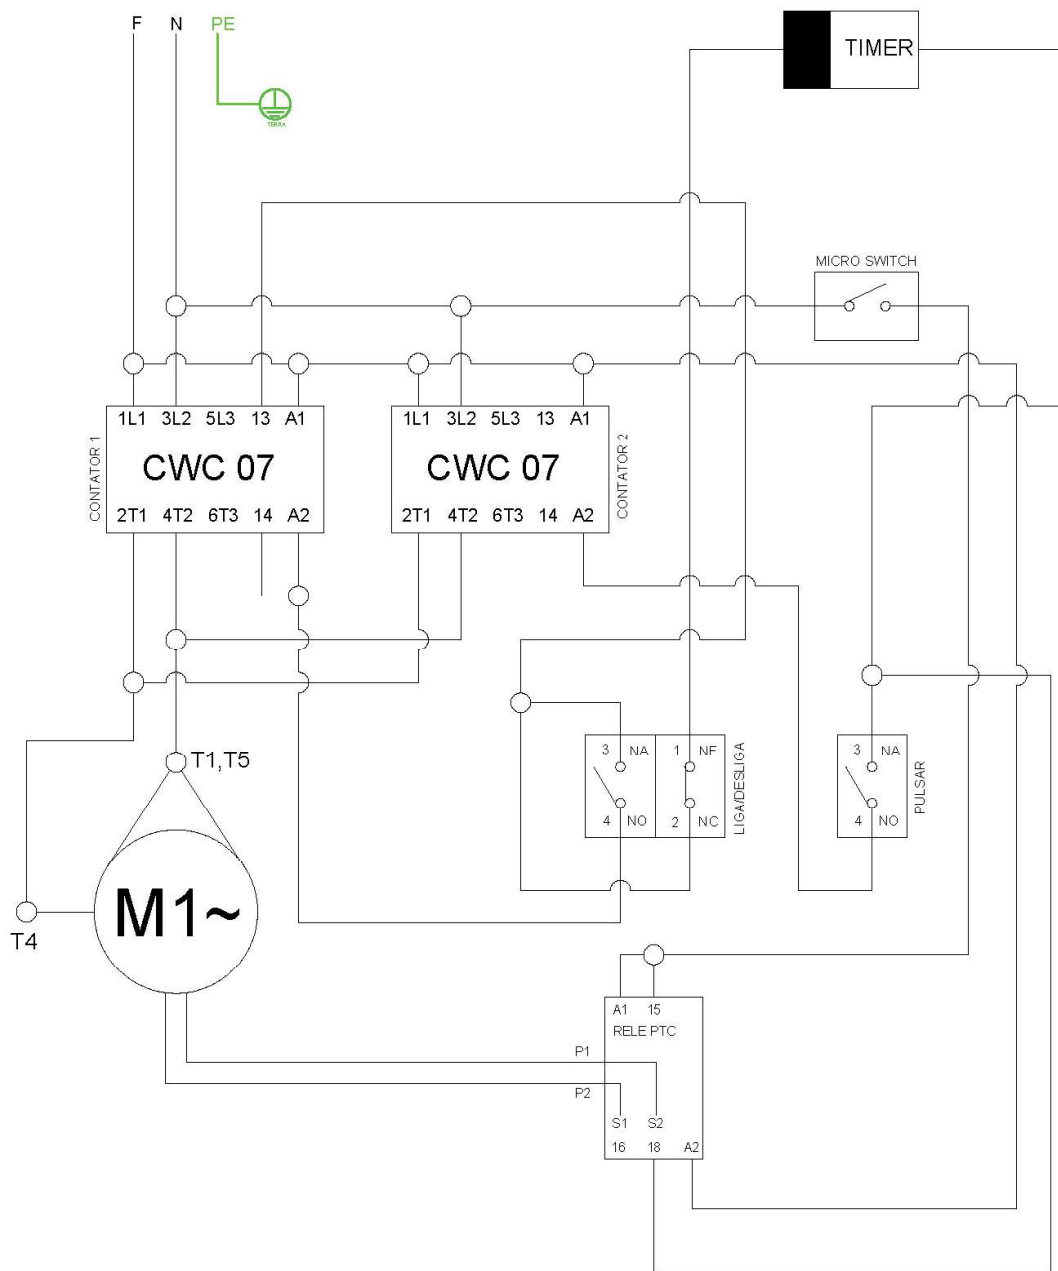 F N PE
TERRA
TIMER
MICRO SWITCH
1L1 3L2 5L3 13 A1
CWC 07
2T1 4T2 6T3 14 A2
CONTATOR 1
1L1 3L2 5L3 13 A1
CWC 07
2T1 4T2 6T3 14 A2
CONTATOR 2
T1,T5
M1~
T4
3 NA 1 NF
4 NO 2 NC
LIGA/DESLIGA
3 NA
4 NO
PULSAR
A1 15
RELE PTC
P1
P2
S1 S2
16 18 A2